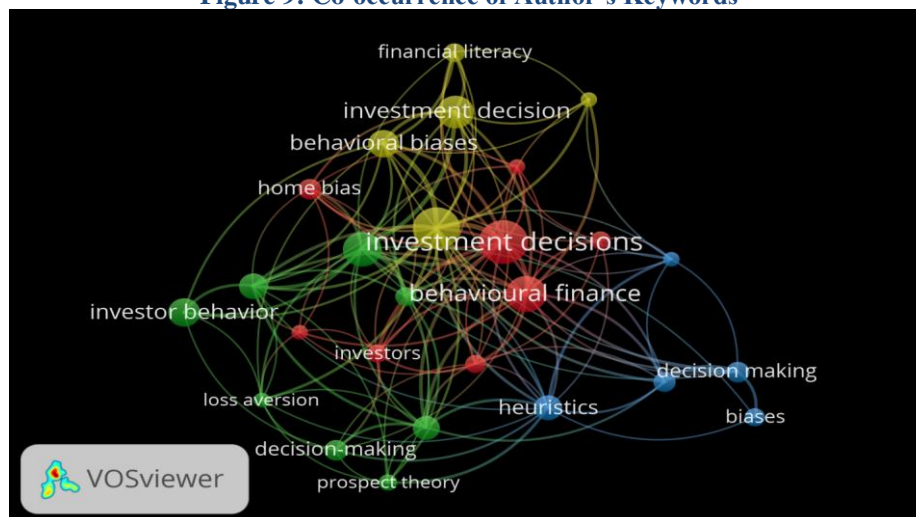 Figure 9: Co-occurrence of Author's Keywords
financial literacy
investment decision
behavioral biases
home bias
investment decisions
behavioural finance
investor behavior
investors
decision making
loss aversion
heuristics
biases
decision-making
prospect theory
VOSviewer